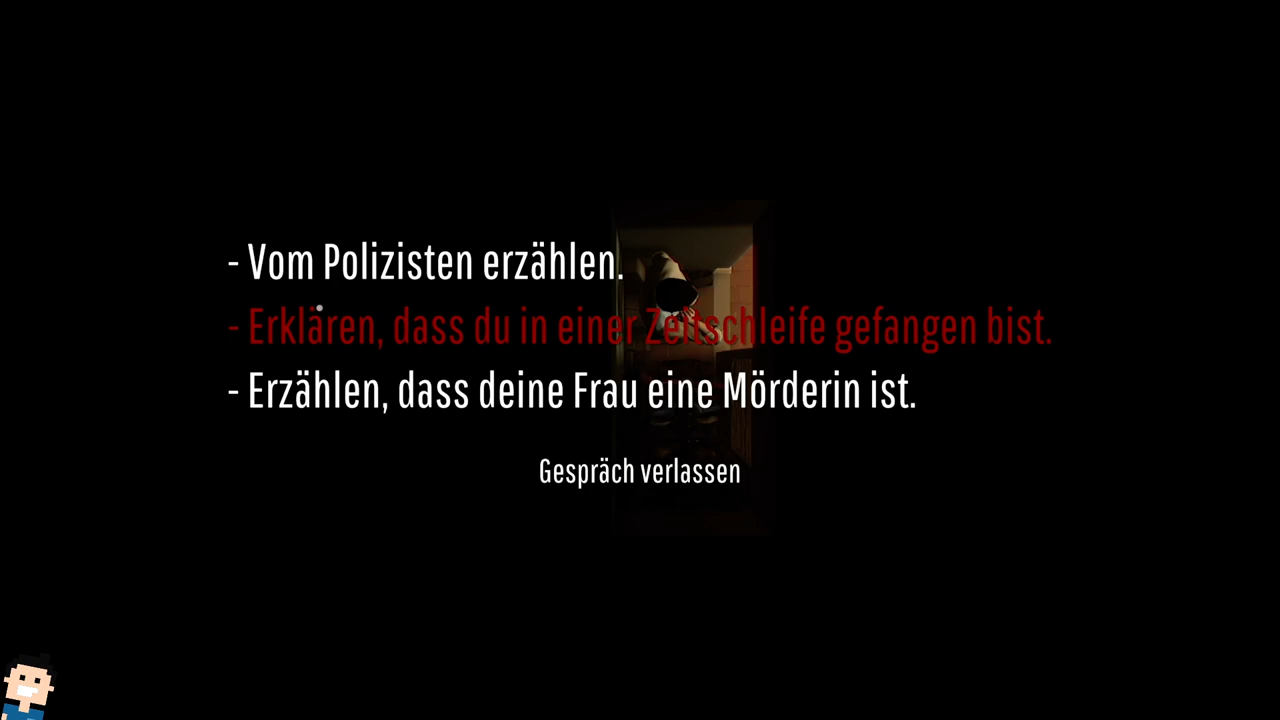 - Vom Polizisten erzählen.
- Erklären, dass du in einer Zeitschleife gefangen bist.
- Erzählen, dass deine Frau eine Mörderin ist.
Gespräch verlassen